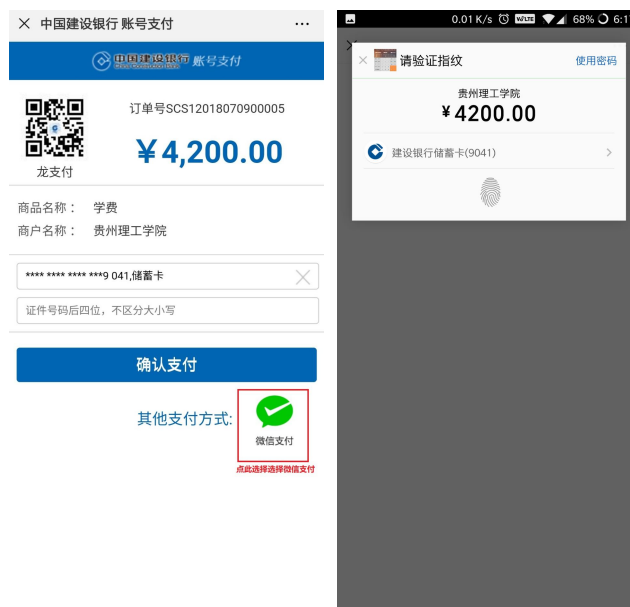 中国建设银行 账号支付
中国建设银行 账号支付
订单号SCS12018070900005
¥4,200.00
龙支付
商品名称： 学费
商户名称： 贵州理工学院
**** **** **** ***9 041,储蓄卡
证件号码后四位，不区分大小写
确认支付
其他支付方式:
微信支付
点此选择选择微信支付
0.01 K/s VoLTE 68% 6:1
请验证指纹
使用密码
贵州理工学院
¥4200.00
建设银行储蓄卡(9041)